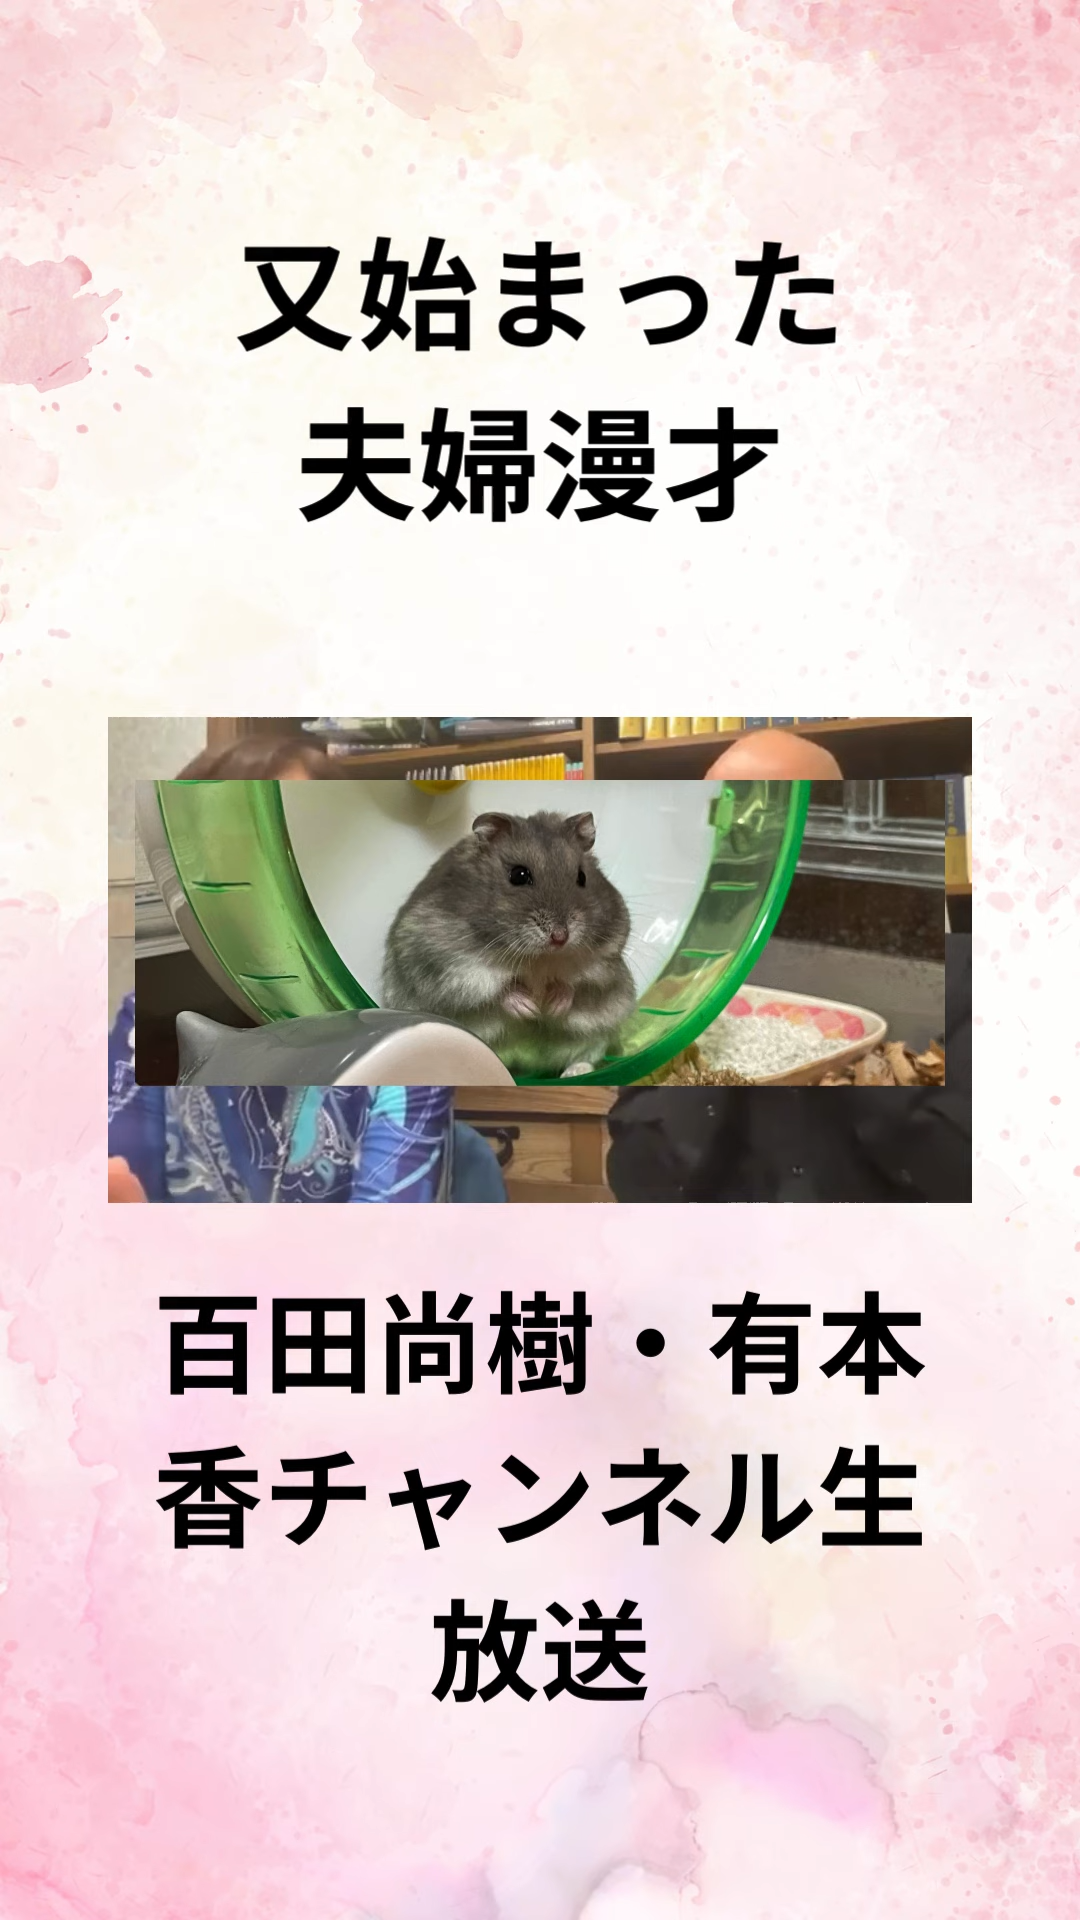 又始まった
夫婦漫才
百田尚樹・有本
香チャンネル生
放送